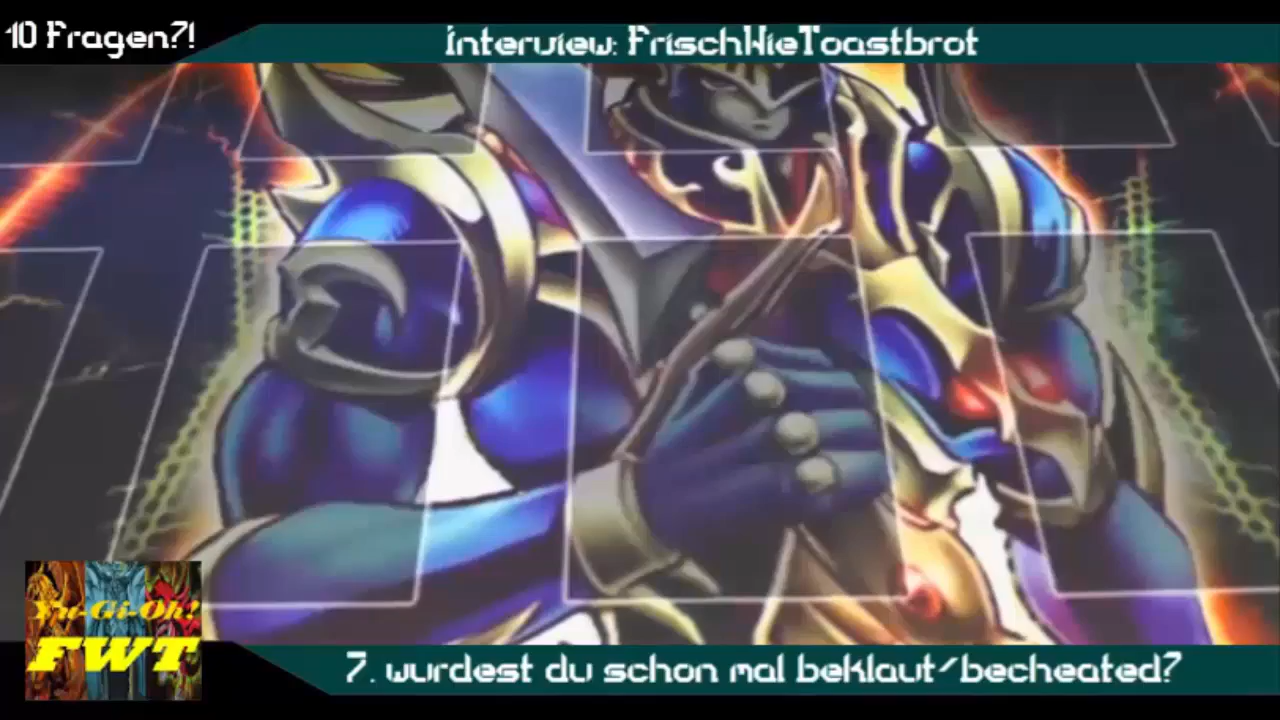 10 Fragen?!
Interview: FrischWieToastbrot
Yu-Gi-Oh!
FWT
7. wurdest du schon mal beklaut/becheated?